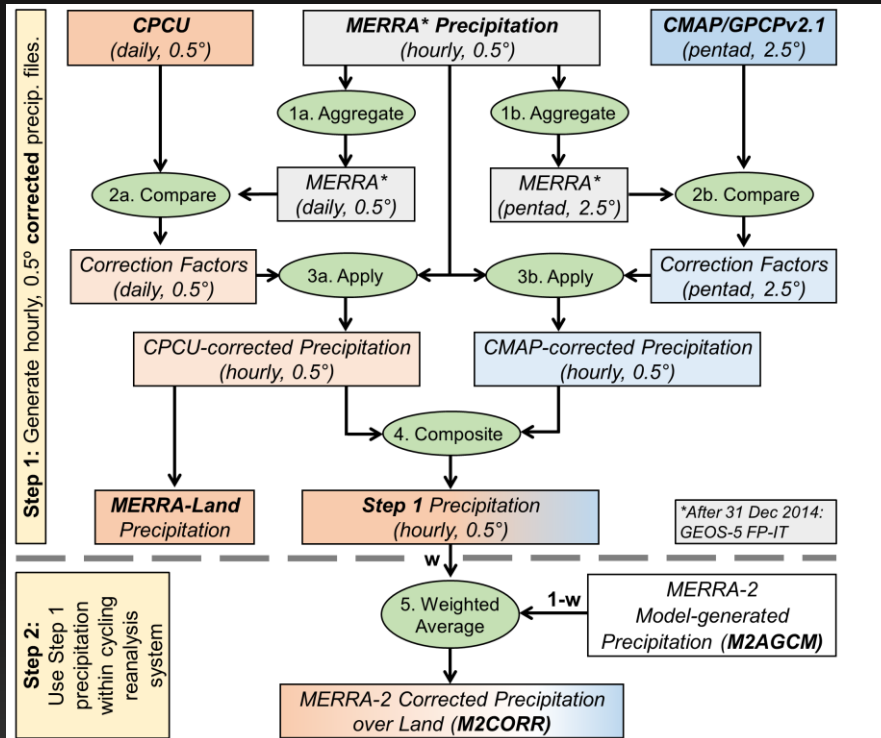 Step 1: Generate hourly, 0.5° corrected precip. files.
CPCU
(daily, 0.5°)
MERRA* Precipitation
(hourly, 0.5°)
CMAP/GPCPv2.1
(pentad, 2.5°)
1a. Aggregate
1b. Aggregate
2a. Compare
MERRA*
(daily, 0.5°)
MERRA*
(pentad, 2.5°)
2b. Compare
Correction Factors
(daily, 0.5°)
3a. Apply
3b. Apply
Correction Factors
(pentad, 2.5°)
CPCU-corrected Precipitation
(hourly, 0.5°)
CMAP-corrected Precipitation
(hourly, 0.5°)
4. Composite
MERRA-Land
Precipitation
Step 1 Precipitation
(hourly, 0.5°)
*After 31 Dec 2014:
GEOS-5 FP-IT
Step 2:
Use Step 1
precipitation
within cycling
reanalysis
system
w
5. Weighted
Average
1-w
MERRA-2
Model-generated
Precipitation (M2AGCM)
MERRA-2 Corrected Precipitation
over Land (M2CORR)